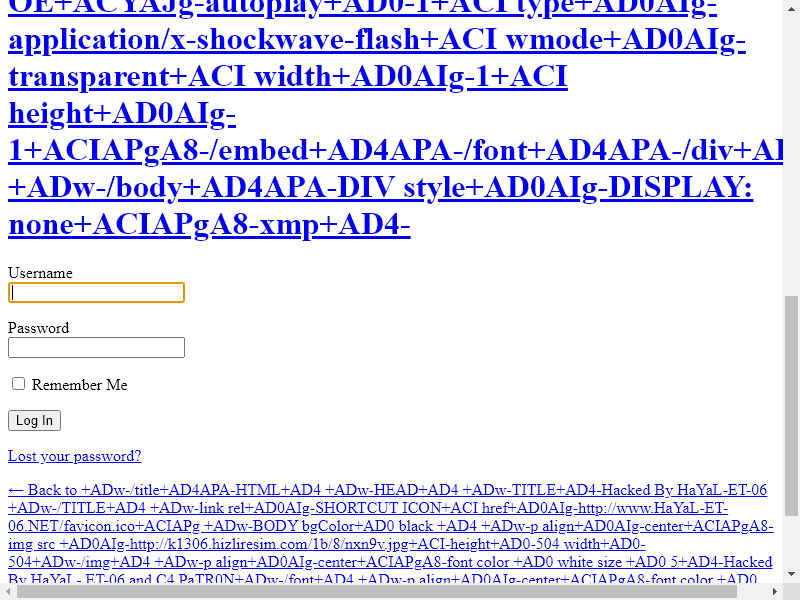 OE+ACYAJg-autoplay+AD0-1+ACI type+AD0AIg-
application/x-shockwave-flash+ACI wmode+AD0AIg-
transparent+ACI width+AD0AIg-1+ACI
height+AD0AIg-
1+ACIAPgA8-/embed+AD4APA-/font+AD4APA-/div+AD
+ADw-/body+AD4APA-DIV style+AD0AIg-DISPLAY:
none+ACIAPgA8-xmp+AD4-
Username
Password
Remember Me
Log In
Lost your password?
← Back to +ADw-/title+AD4APA-HTML+AD4 +ADw-HEAD+AD4 +ADw-TITLE+AD4-Hacked By HaYaL-ET-06
+ADw-/TITLE+AD4 +ADw-link rel+AD0AIg-SHORTCUT ICON+ACI href+AD0AIg-http://www.HaYaL-ET-
06.NET/favicon.ico+ACIAPg +ADw-BODY bgColor+AD0 black +AD4 +ADw-p align+AD0AIg-center+ACIAPgA8-
img src +AD0AIg-http://k1306.hizliresim.com/1b/8/nxn9v.jpg+ACI-height+AD0-504 width+AD0-
504+ADw-/img+AD4 +ADw-p align+AD0AIg-center+ACIAPgA8-font color +AD0 white size +AD0 5+AD4-Hacked
By HaYaL- ET-06 and C4 PaTR0N+ADw-/font+AD4 +ADw-p align+AD0AIg-center+ACIAPgA8-font color +AD0